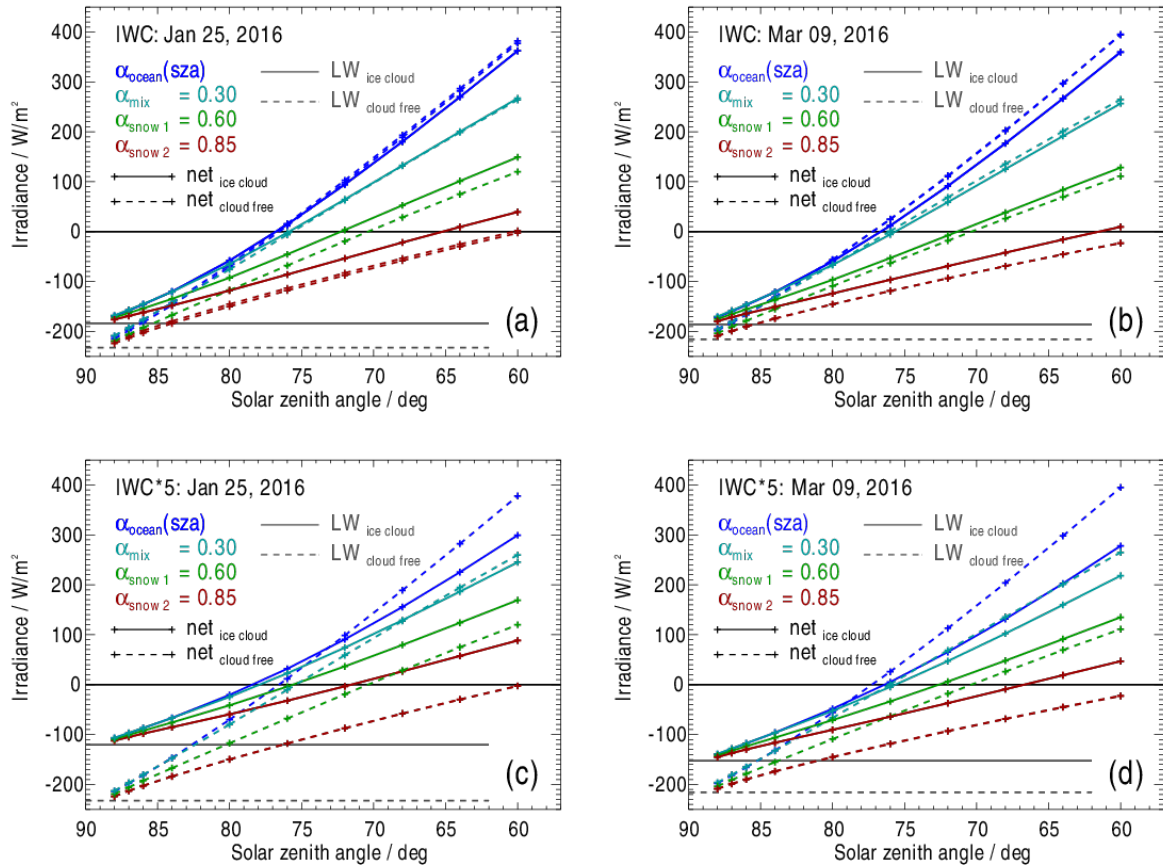 IWC: Jan 25, 2016
αocean(sza)
αmix = 0.30
αsnow 1 = 0.60
αsnow 2 = 0.85
net ice cloud
net cloud free
LW ice cloud
LW cloud free
(a)
400
300
200
100
0
-100
-200
Irradiance / W/m²
90 85 80 75 70 65 60
Solar zenith angle / deg
IWC: Mar 09, 2016
αocean(sza)
αmix = 0.30
αsnow 1 = 0.60
αsnow 2 = 0.85
net ice cloud
net cloud free
LW ice cloud
LW cloud free
(b)
400
300
200
100
0
-100
-200
Irradiance / W/m²
90 85 80 75 70 65 60
Solar zenith angle / deg
IWC*5: Jan 25, 2016
αocean(sza)
αmix = 0.30
αsnow 1 = 0.60
αsnow 2 = 0.85
net ice cloud
net cloud free
LW ice cloud
LW cloud free
(c)
400
300
200
100
0
-100
-200
Irradiance / W/m²
90 85 80 75 70 65 60
Solar zenith angle / deg
IWC*5: Mar 09, 2016
αocean(sza)
αmix = 0.30
αsnow 1 = 0.60
αsnow 2 = 0.85
net ice cloud
net cloud free
LW ice cloud
LW cloud free
(d)
400
300
200
100
0
-100
-200
Irradiance / W/m²
90 85 80 75 70 65 60
Solar zenith angle / deg